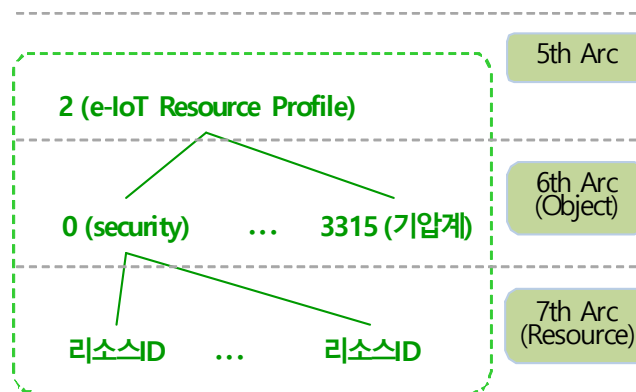 5th Arc
2 (e-IoT Resource Profile)
6th Arc
(Object)
0 (security) ... 3315 (기압계)
7th Arc
(Resource)
리소스ID ... 리소스ID